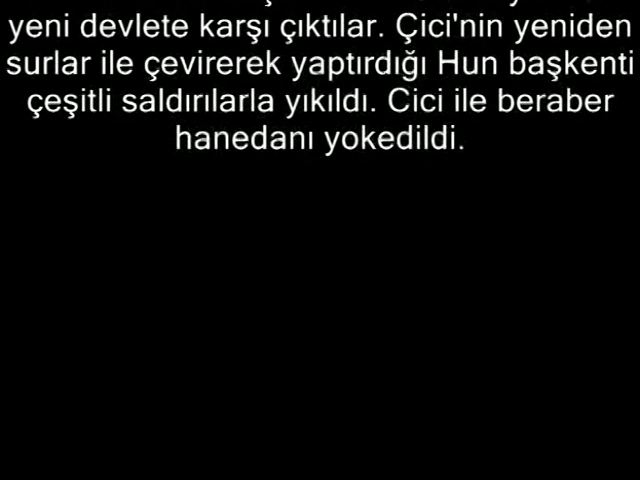 yeni devlete karşı çıktılar. Çici'nin yeniden
surlar ile çevirerek yaptırdığı Hun başkenti
çeşitli saldırılarla yıkıldı. Cici ile beraber
hanedanı yokedildi.